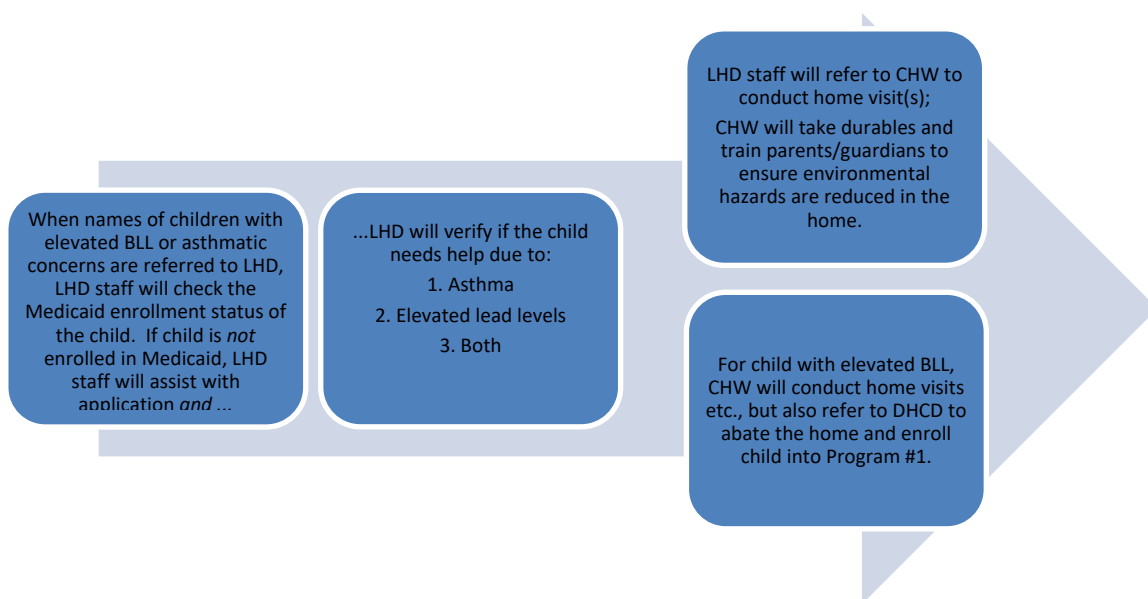 When names of children with
elevated BLL or asthmatic
concerns are referred to LHD,
LHD staff will check the
Medicaid enrollment status of
the child.  If child is not
enrolled in Medicaid, LHD
staff will assist with
application and ...
...LHD will verify if the child
needs help due to:
1. Asthma
2. Elevated lead levels
3. Both
LHD staff will refer to CHW to
conduct home visit(s);
CHW will take durables and
train parents/guardians to
ensure environmental
hazards are reduced in the
home.
For child with elevated BLL,
CHW will conduct home visits
etc., but also refer to DHCD to
abate the home and enroll
child into Program #1.